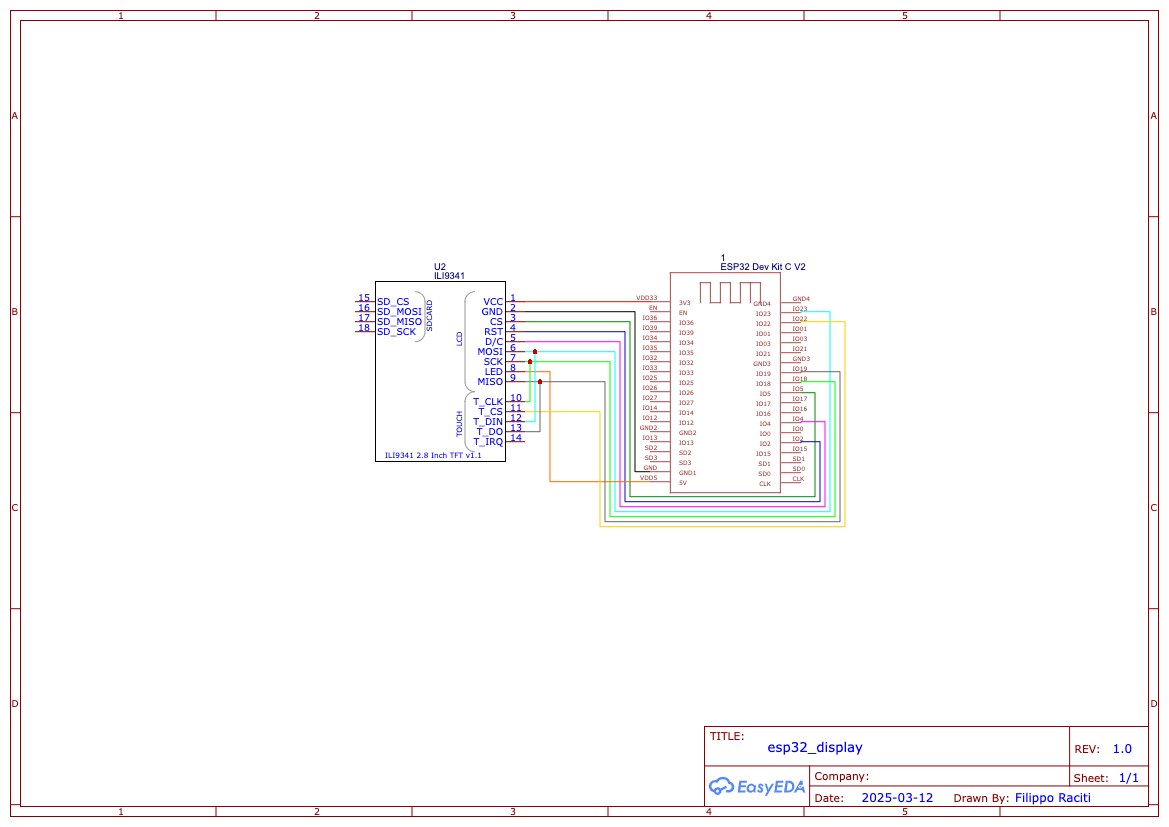 1 2 3 4 5
A A
B B
C C
D D
U2
ILI9341
15 SD_CS
16 SD_MOSI
17 SD_MISO
18 SD_SCK
SDCARD
LCD
VCC 1
GND 2
CS 3
RST 4
D/C 5
MOSI 6
SCK 7
LED 8
MISO 9
TOUCH
T_CLK 10
T_CS 11
T_DIN 12
T_DO 13
T_IRQ 14
ILI9341 2.8 Inch TFT v1.1
1
ESP32 Dev Kit C V2
VDD33 3V3
EN EN
IO36 IO36
IO39 IO39
IO34 IO34
IO35 IO35
IO32 IO32
IO33 IO33
IO25 IO25
IO26 IO26
IO27 IO27
IO14 IO14
IO12 IO12
GND2 GND2
IO13 IO13
SD2 SD2
SD3 SD3
GND GND1
VDD5 5V
GND4 GND4
IO23 IO23
IO22 IO22
IO01 IO01
IO03 IO03
IO21 IO21
GND3 GND3
IO19 IO19
IO18 IO18
IO5 IO5
IO17 IO17
IO16 IO16
IO4 IO4
IO0 IO0
IO2 IO2
IO15 IO15
SD1 SD1
SD0 SD0
CLK CLK
TITLE:
esp32_display
REV: 1.0
EasyEDA
Company:
Sheet: 1/1
Date: 2025-03-12 Drawn By: Filippo Raciti
1 2 3 4 5